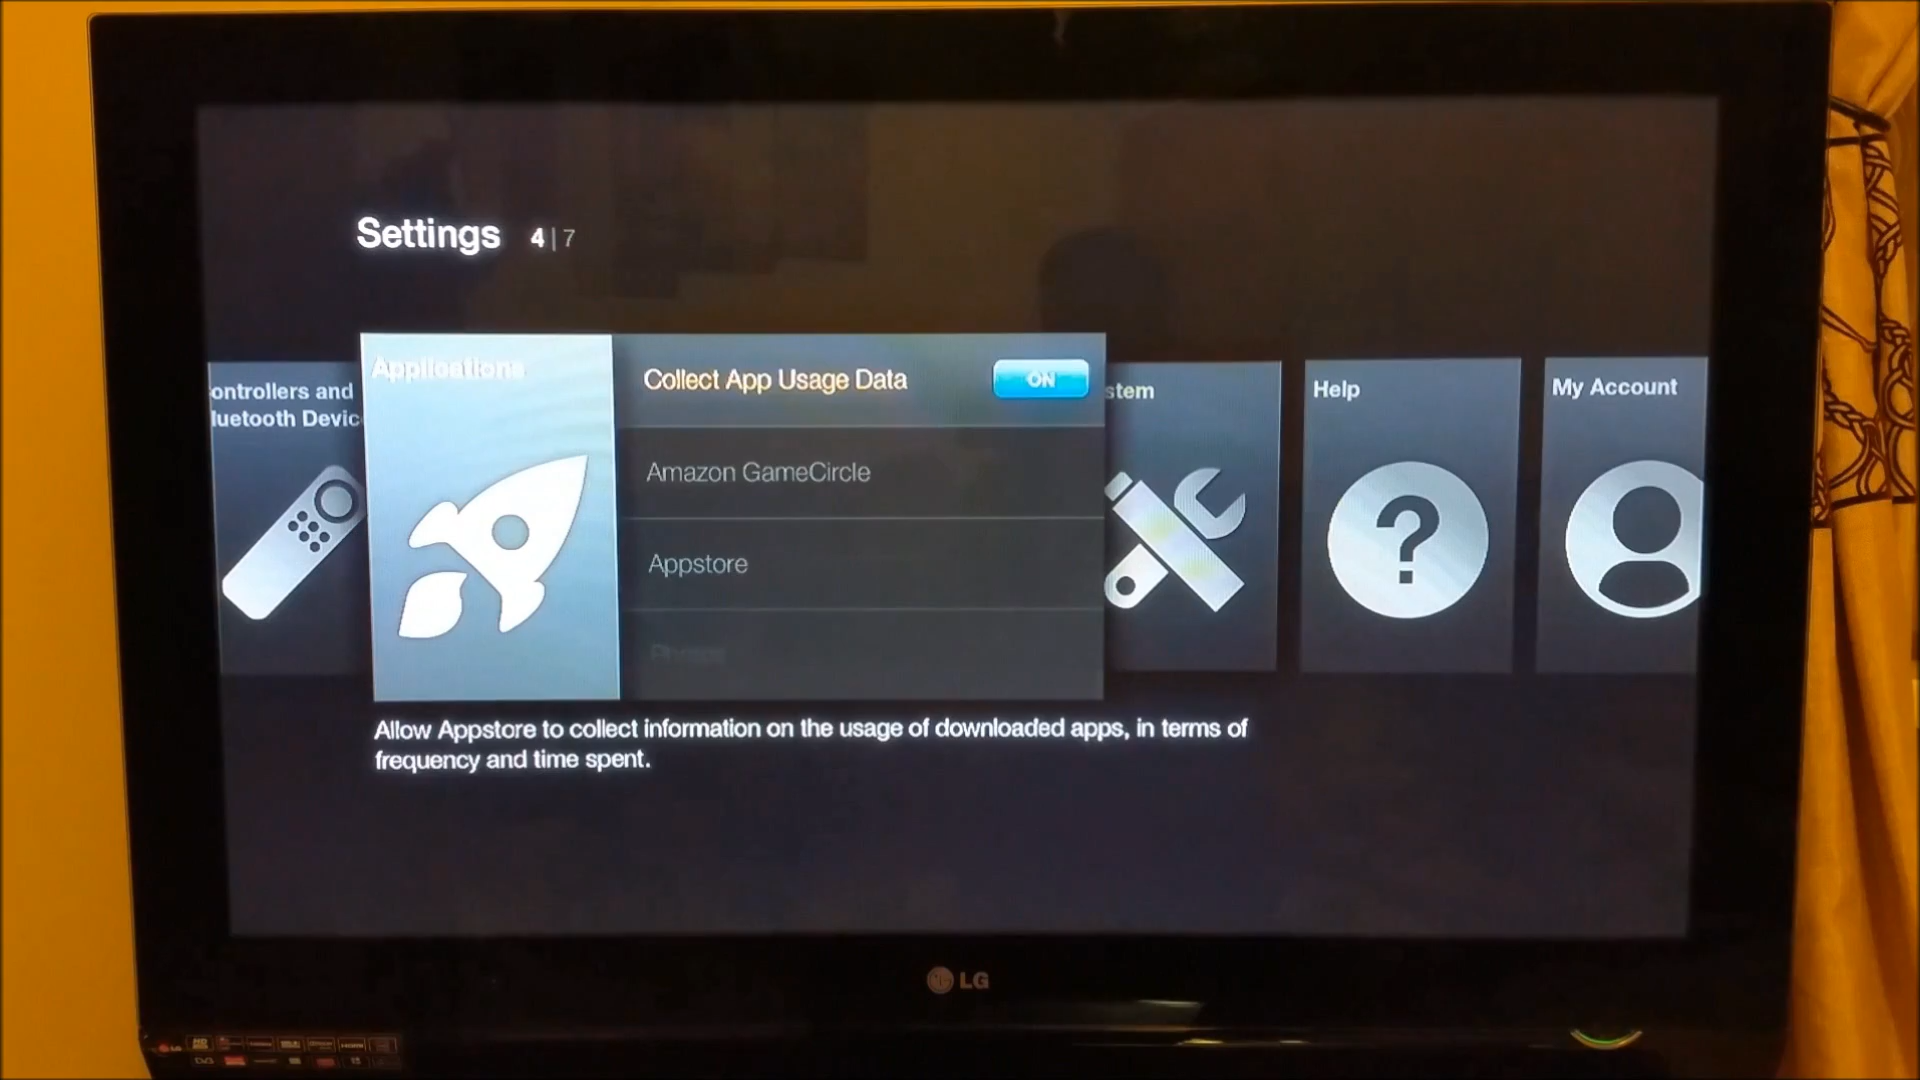 Settings 4|7
ontrollers and
luetooth Devic
Applications
Collect App Usage Data ON
Amazon GameCircle
Appstore
Photos
stem
Help
My Account
Allow Appstore to collect information on the usage of downloaded apps, in terms of
frequency and time spent.
LG